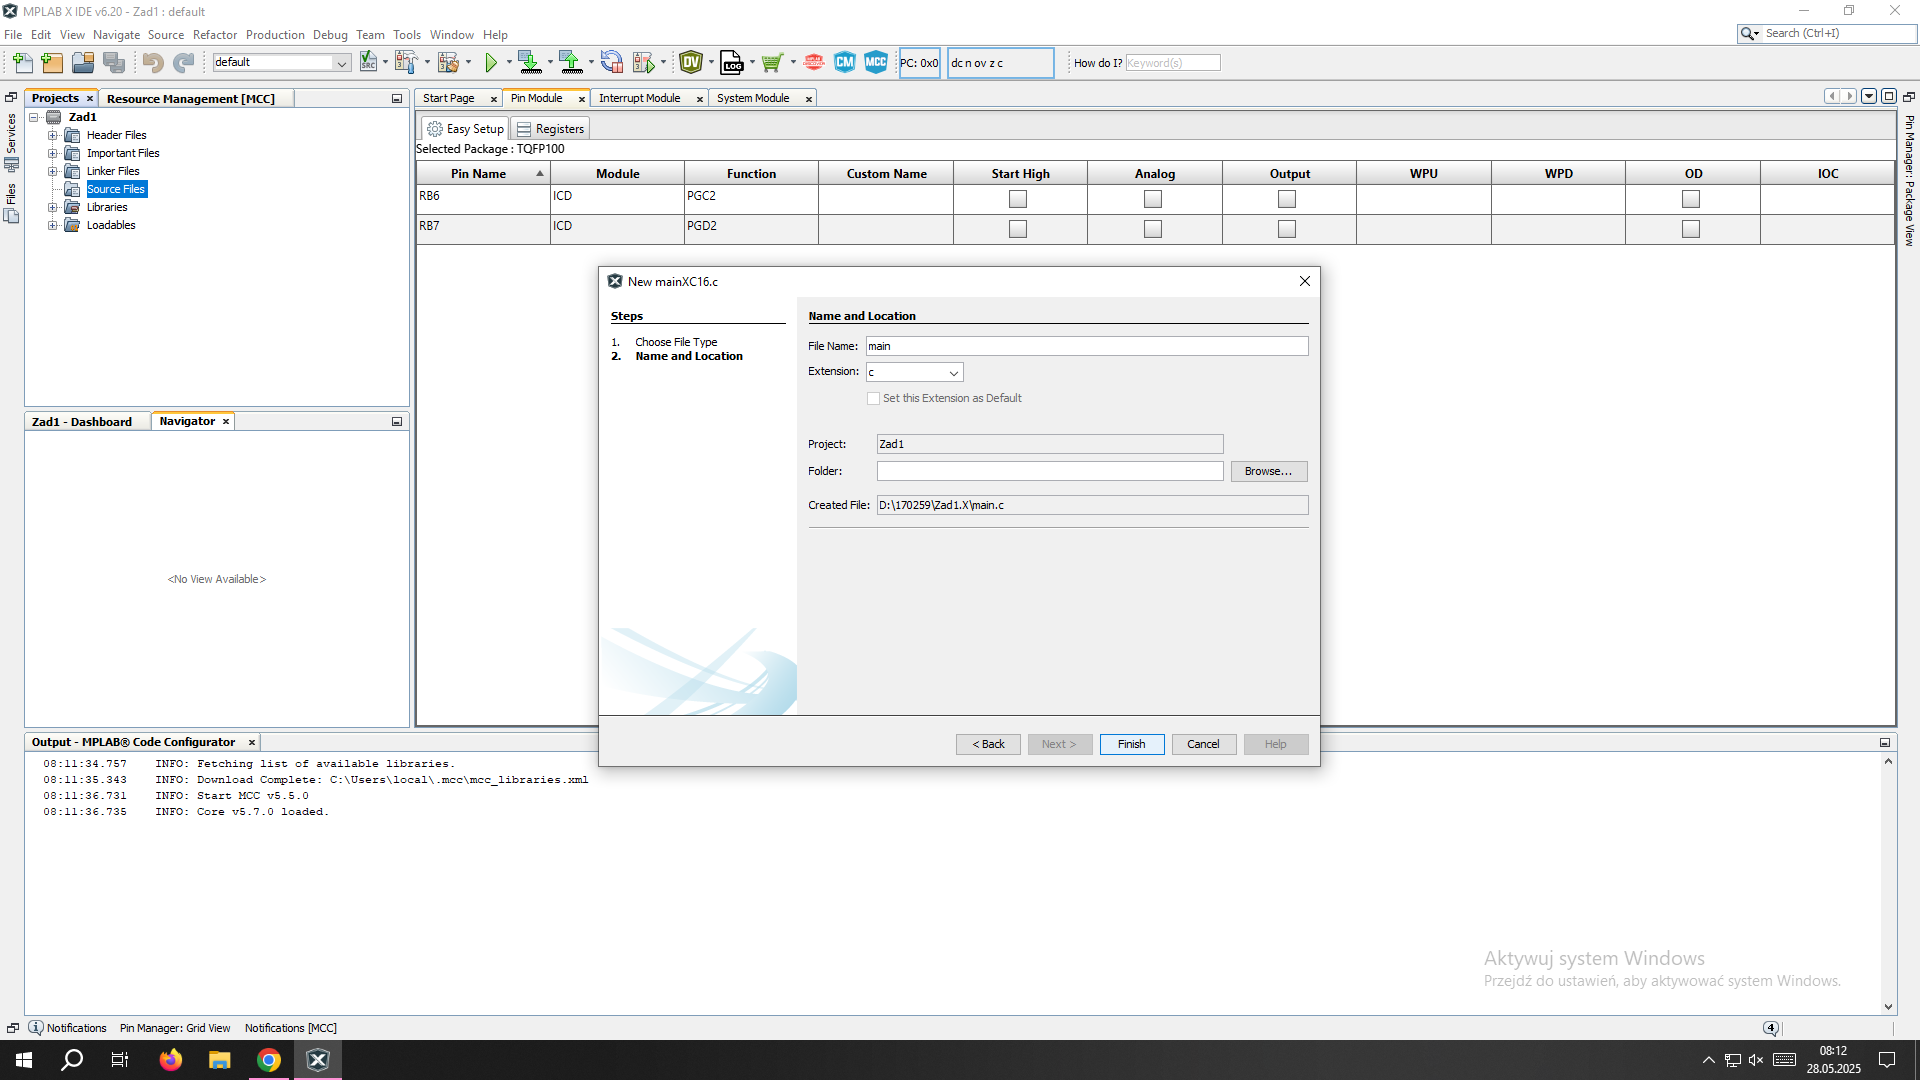 MPLAB X IDE v6.20 - Zad1 : default
File Edit View Navigate Source Refactor Production Debug Team Tools Window Help
Search (Ctrl+I)
default
SRC
DV
LOG
CM
MCC
PC: 0x0
dc n ov z c
How do I?
Keyword(s)
Projects
Resource Management [MCC]
Services
Files
Zad1
Header Files
Important Files
Linker Files
Source Files
Libraries
Loadables
Start Page
Pin Module
Interrupt Module
System Module
Pin Manager: Package View
Easy Setup
Registers
Selected Package : TQFP100
Pin Name Module Function Custom Name Start High Analog Output WPU WPD OD IOC
RB6 ICD PGC2
RB7 ICD PGD2
Zad1 - Dashboard
Navigator
<No View Available>
New mainXC16.c
Steps
1. Choose File Type
2. Name and Location
Name and Location
File Name: main
Extension: c
Set this Extension as Default
Project: Zad1
Folder:
Browse...
Created File: D:\170259\Zad1.X\main.c
< Back
Next >
Finish
Cancel
Help
Output - MPLAB® Code Configurator
08:11:34.757 INFO: Fetching list of available libraries.
08:11:35.343 INFO: Download Complete: C:\Users\local\.mcc\mcc_libraries.xml
08:11:36.731 INFO: Start MCC v5.5.0
08:11:36.735 INFO: Core v5.7.0 loaded.
Aktywuj system Windows
Przejdź do ustawień, aby aktywować system Windows.
Notifications
Pin Manager: Grid View
Notifications [MCC]
4
08:12
28.05.2025